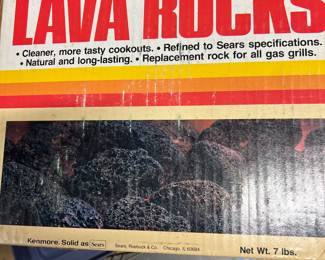 LAVA ROCKS
• Cleaner, more tasty cookouts. • Refined to Sears specifications.
• Natural and long-lasting. • Replacement rock for all gas grills.
Kenmore. Solid as Sears
Sears, Roebuck & Co. Chicago, IL 60684
Net Wt. 7 lbs.